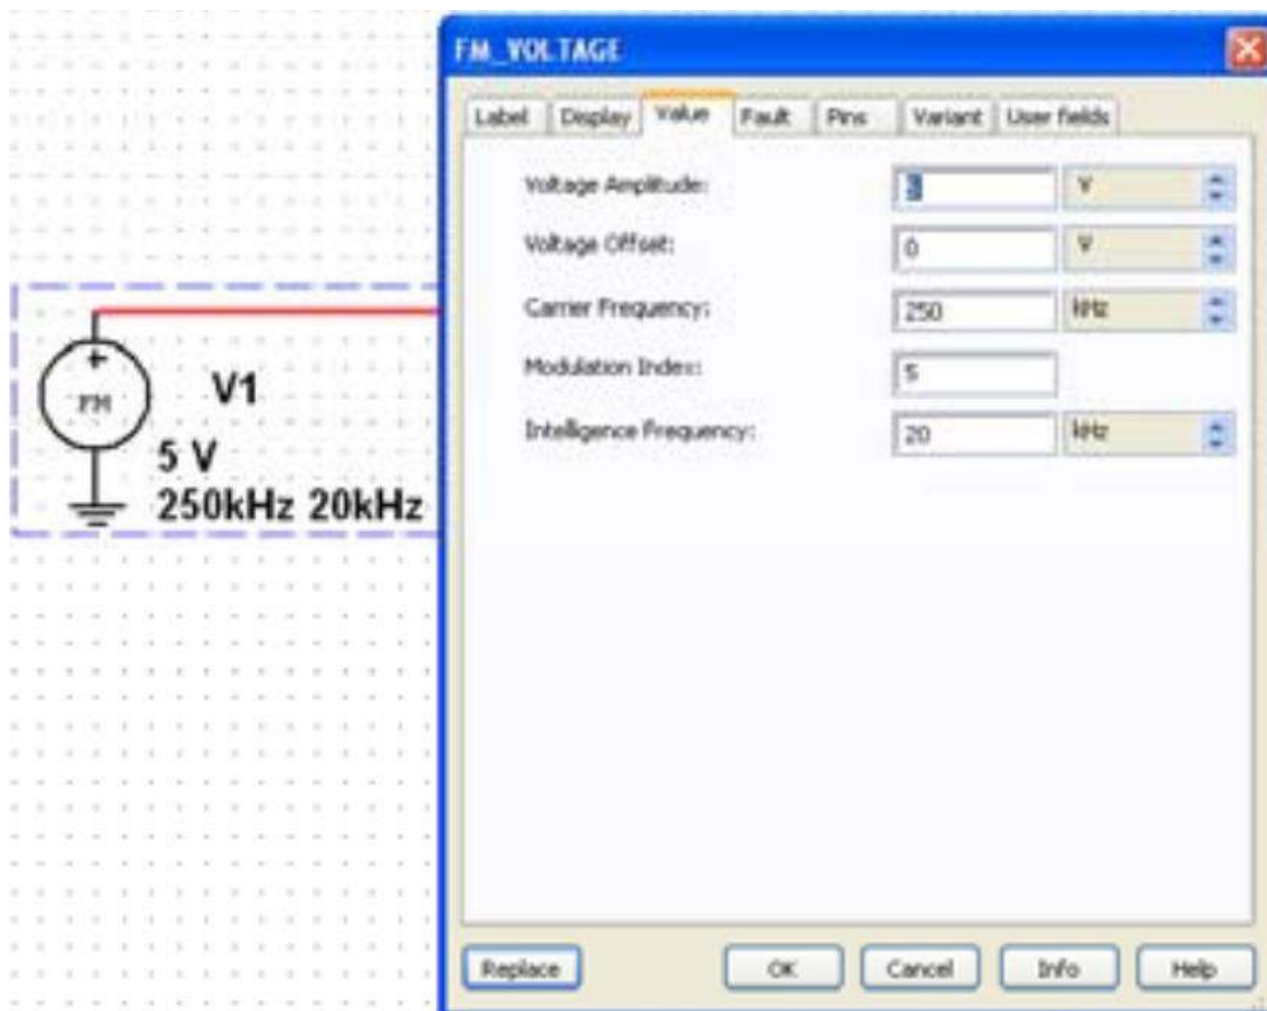 FM_VOLTAGE
Label Display Value Fault Pins Variant User fields
Voltage Amplitude: V
Voltage Offset: 0 V
Carrier Frequency: 250 kHz
Modulation Index: 5
Intelligence Frequency: 20 kHz
FM
V1
5 V
250kHz 20kHz
Replace OK Cancel Info Help